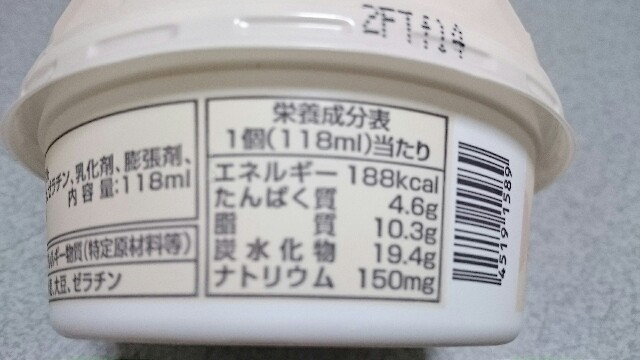 2FT114
ゼラチン、乳化剤、膨張剤、
内容量:118ml
物質(特定原材料等)
大豆、ゼラチン
栄養成分表
1個(118ml)当たり
エネルギー 188kcal
たんぱく質 4.6g
脂質 10.3g
炭水化物 19.4g
ナトリウム 150mg
45191589